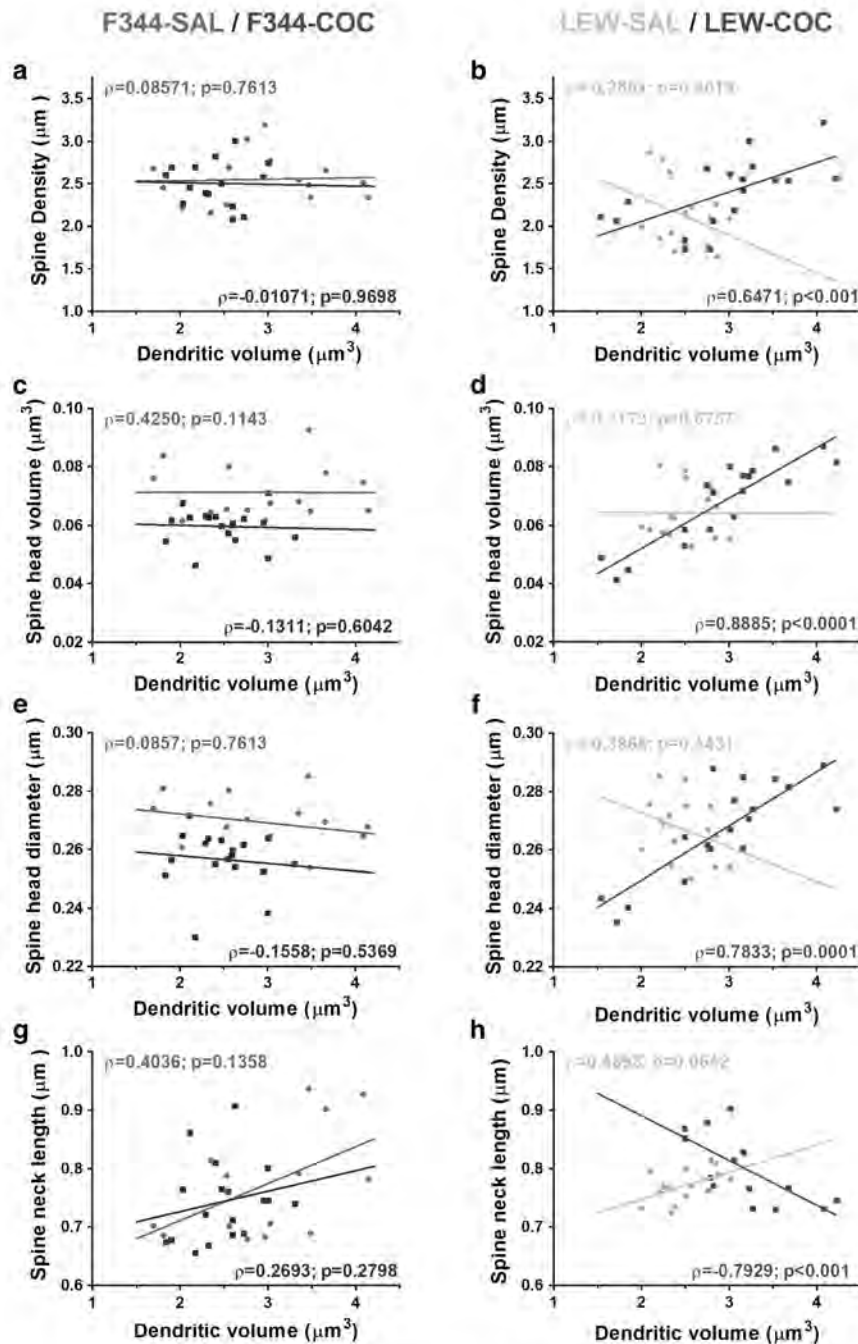 F344-SAL / F344-COC
LEW-SAL / LEW-COC
a
ρ=0.08571; p=0.7613
Spine Density (μm )
3.5
3.0
2.5
2.0
1.5
1.0
ρ=-0.01071; p=0.9698
1 2 3 4
Dendritic volume (μm³)
b
Spine Density (μm)
3.5
3.0
2.5
2.0
1.5
1.0
ρ=0.6471; p<0.001
1 2 3 4
Dendritic volume (μm³)
c
ρ=0.4250; p=0.1143
Spine head volume (μm³)
0.10
0.08
0.06
0.04
0.02
ρ=-0.1311; p=0.6042
1 2 3 4
Dendritic volume (μm³)
d
Spine head volume (μm³)
0.10
0.08
0.06
0.04
0.02
ρ=0.8885; p<0.0001
1 2 3 4
Dendritic volume (μm³)
e
ρ=0.0857; p=0.7613
Spine head diameter (μm )
0.30
0.28
0.26
0.24
0.22
ρ=-0.1558; p=0.5369
1 2 3 4
Dendritic volume (μm³)
f
Spine head diameter (μm )
0.30
0.28
0.26
0.24
0.22
ρ=0.7833; p=0.0001
1 2 3 4
Dendritic volume (μm³)
g
ρ=0.4036; p=0.1358
Spine neck length (μm)
1.0
0.9
0.8
0.7
0.6
ρ=0.2693; p=0.2798
1 2 3 4
Dendritic volume (μm³)
h
Spine neck length (μm)
1.0
0.9
0.8
0.7
0.6
ρ=-0.7929; p<0.001
1 2 3 4
Dendritic volume (μm³)